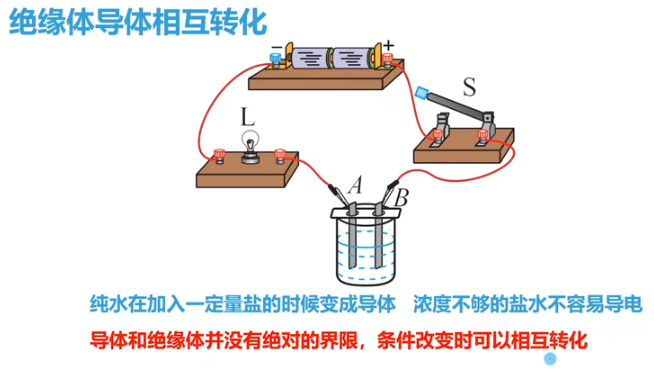 绝缘体导体相互转化
− +
S
L
A
B
纯水在加入一定量盐的时候变成导体 浓度不够的盐水不容易导电
导体和绝缘体并没有绝对的界限，条件改变时可以相互转化